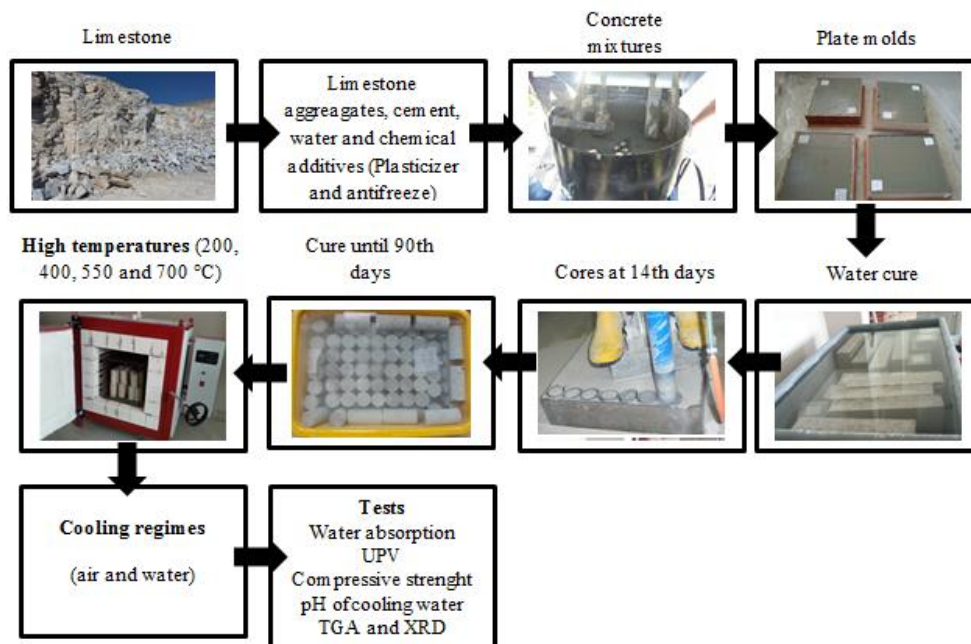 Limestone
Limestone
aggreagates, cement,
water and chemical
additives (Plasticizer
and antifreeze)
Concrete
mixtures
Plate molds
High temperatures (200,
400, 550 and 700 °C)
Cure until 90th
days
Cores at 14th days
Water cure
Cooling regimes
(air and water)
Tests
Water absorption
UPV
Compressive strenght
pH of cooling water
TGA and XRD